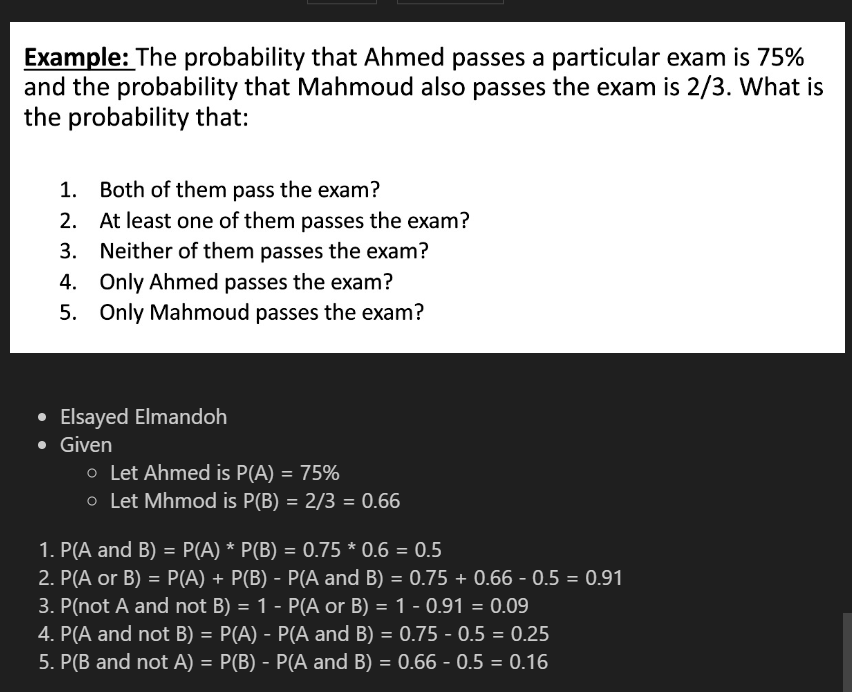 Example: The probability that Ahmed passes a particular exam is 75%
and the probability that Mahmoud also passes the exam is 2/3. What is
the probability that:
1. Both of them pass the exam?
2. At least one of them passes the exam?
3. Neither of them passes the exam?
4. Only Ahmed passes the exam?
5. Only Mahmoud passes the exam?
• Elsayed Elmandoh
• Given
○ Let Ahmed is P(A) = 75%
○ Let Mhmod is P(B) = 2/3 = 0.66
1. P(A and B) = P(A) * P(B) = 0.75 * 0.6 = 0.5
2. P(A or B) = P(A) + P(B) - P(A and B) = 0.75 + 0.66 - 0.5 = 0.91
3. P(not A and not B) = 1 - P(A or B) = 1 - 0.91 = 0.09
4. P(A and not B) = P(A) - P(A and B) = 0.75 - 0.5 = 0.25
5. P(B and not A) = P(B) - P(A and B) = 0.66 - 0.5 = 0.16